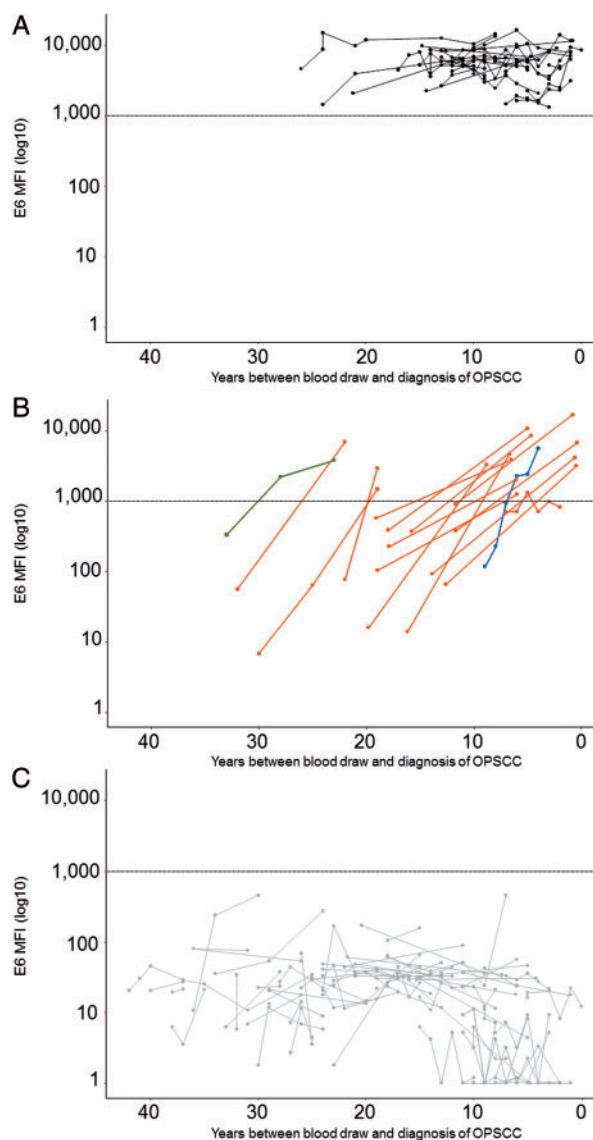 A
10,000
1,000
100
10
1
E6 MFI (log10)
40 30 20 10 0
Years between blood draw and diagnosis of OPSCC
B
10,000
1,000
100
10
1
E6 MFI (log10)
40 30 20 10 0
Years between blood draw and diagnosis of OPSCC
C
10,000
1,000
100
10
1
E6 MFI (log10)
40 30 20 10 0
Years between blood draw and diagnosis of OPSCC